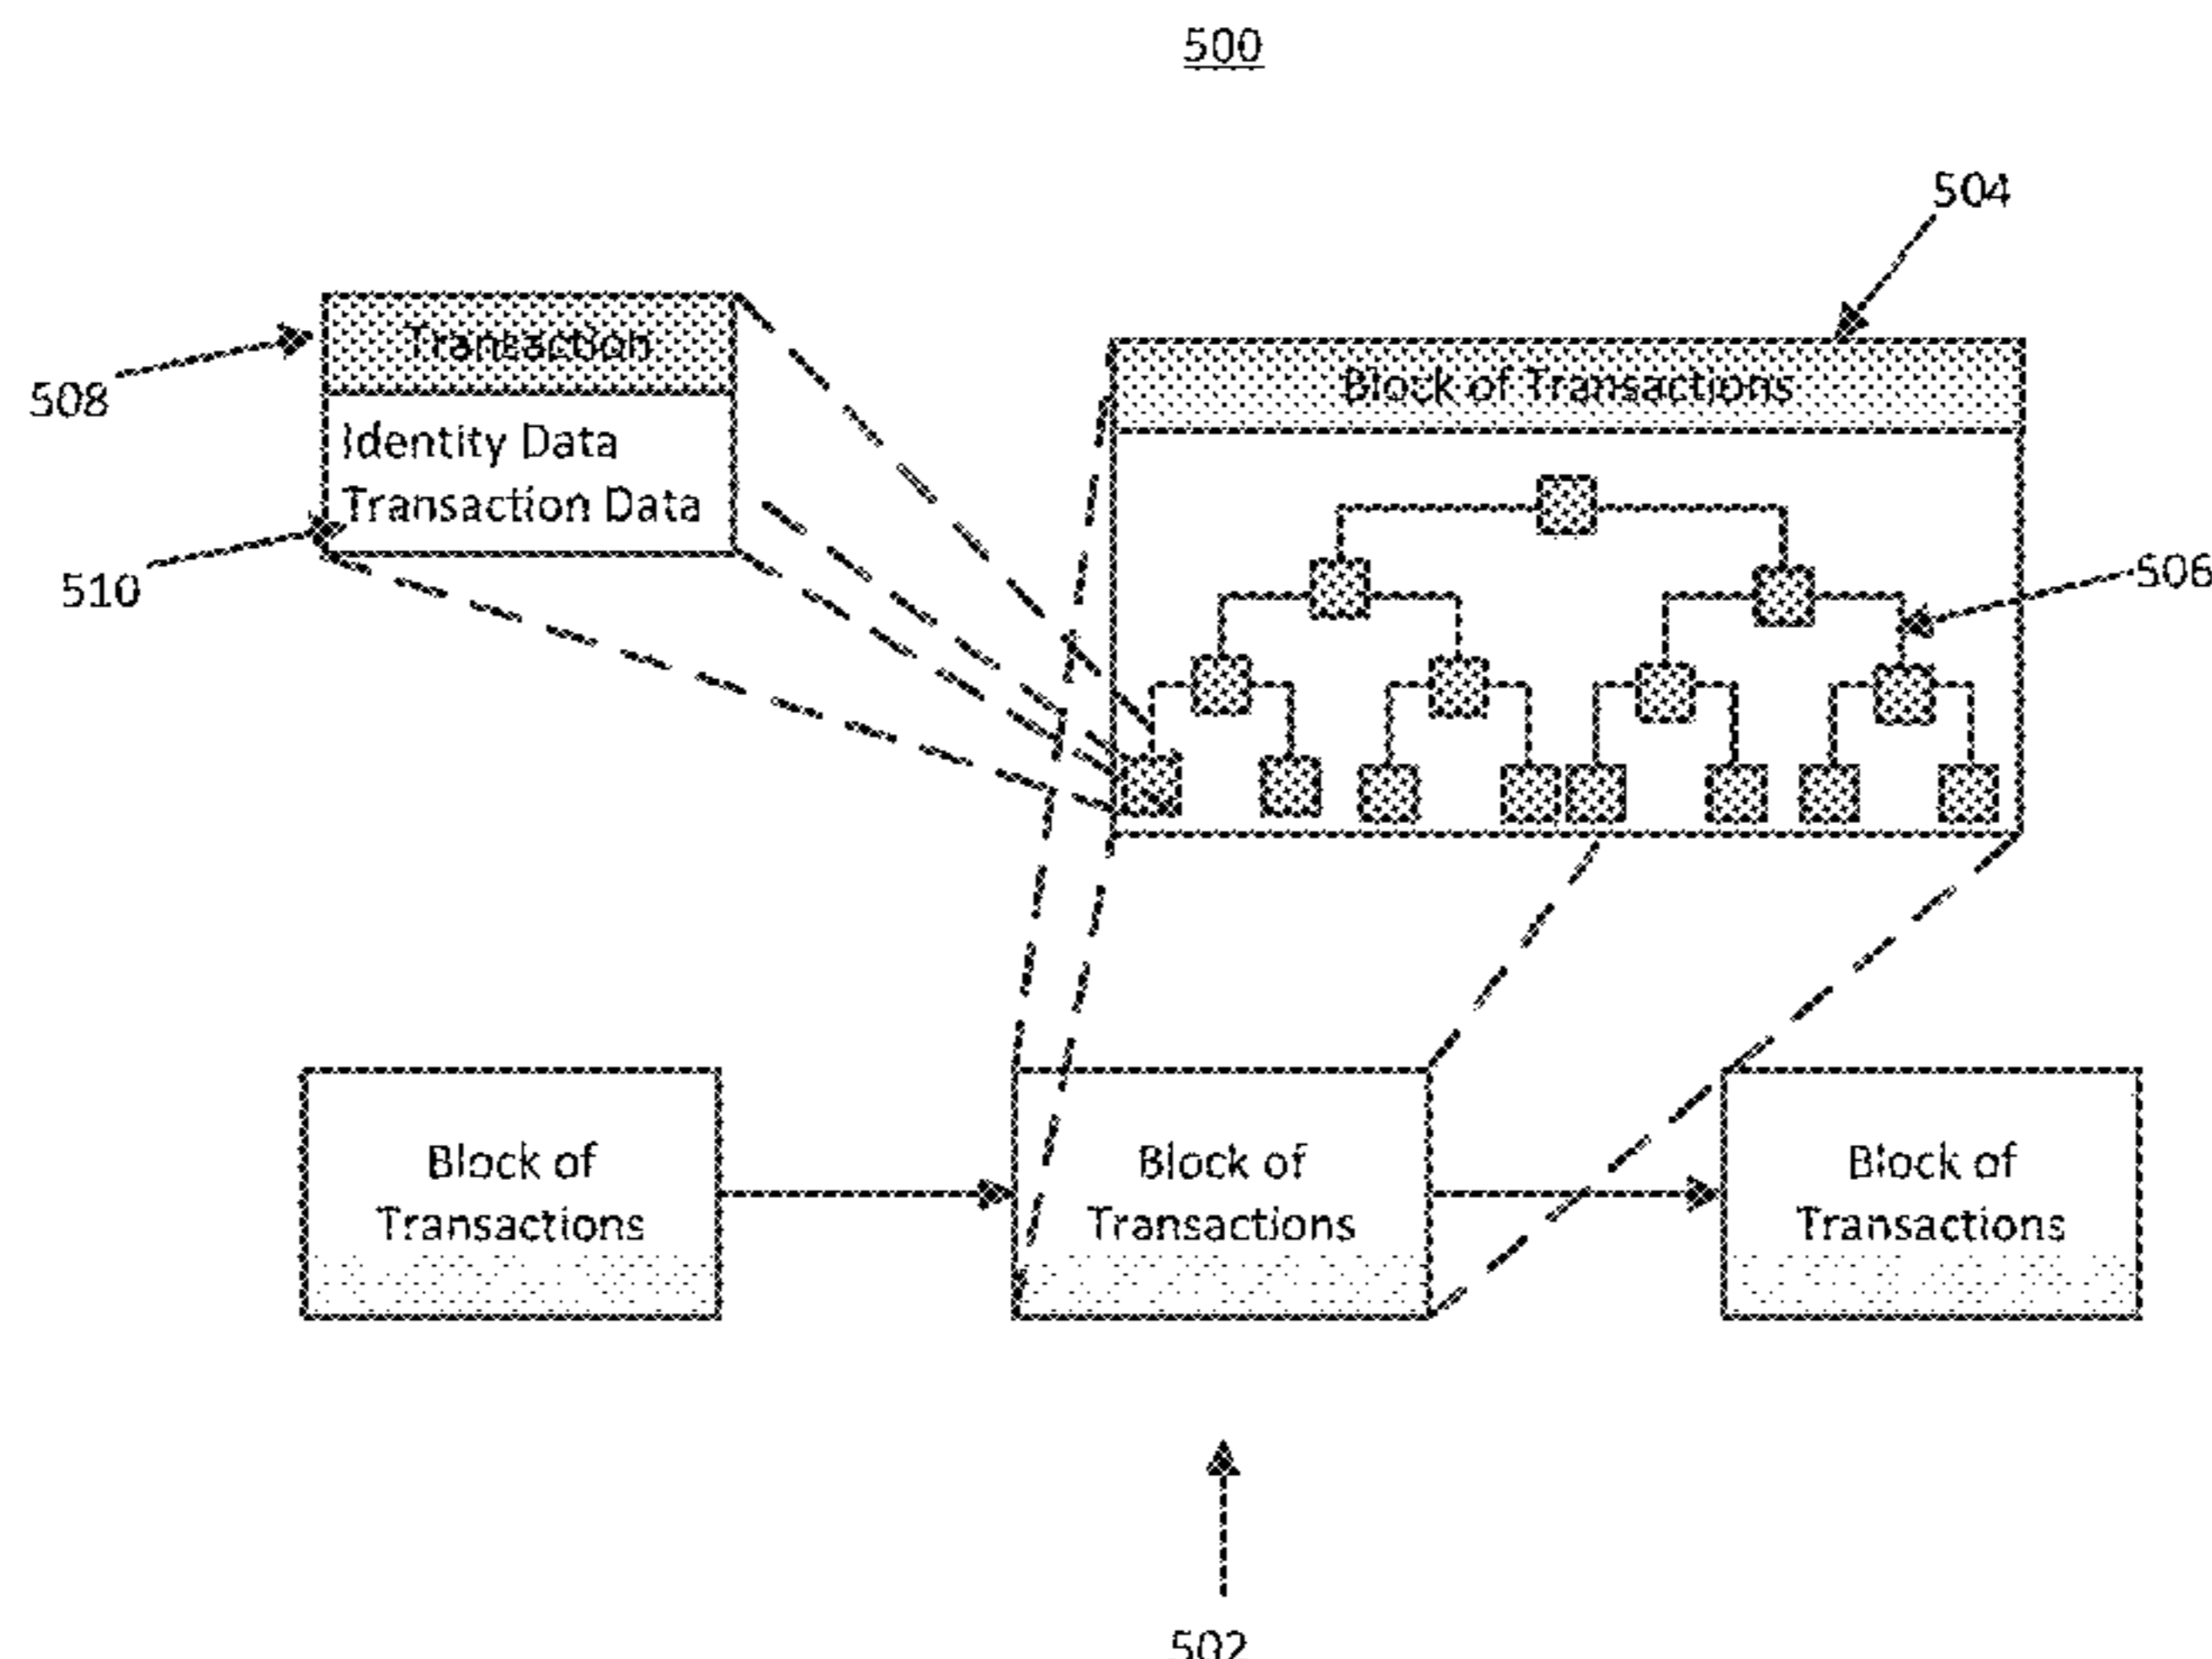 500
504
Transaction
508
Identity Data
Transaction Data
510
Block of Transactions
506
Block of
Transactions
Block of
Transactions
Block of
Transactions
502